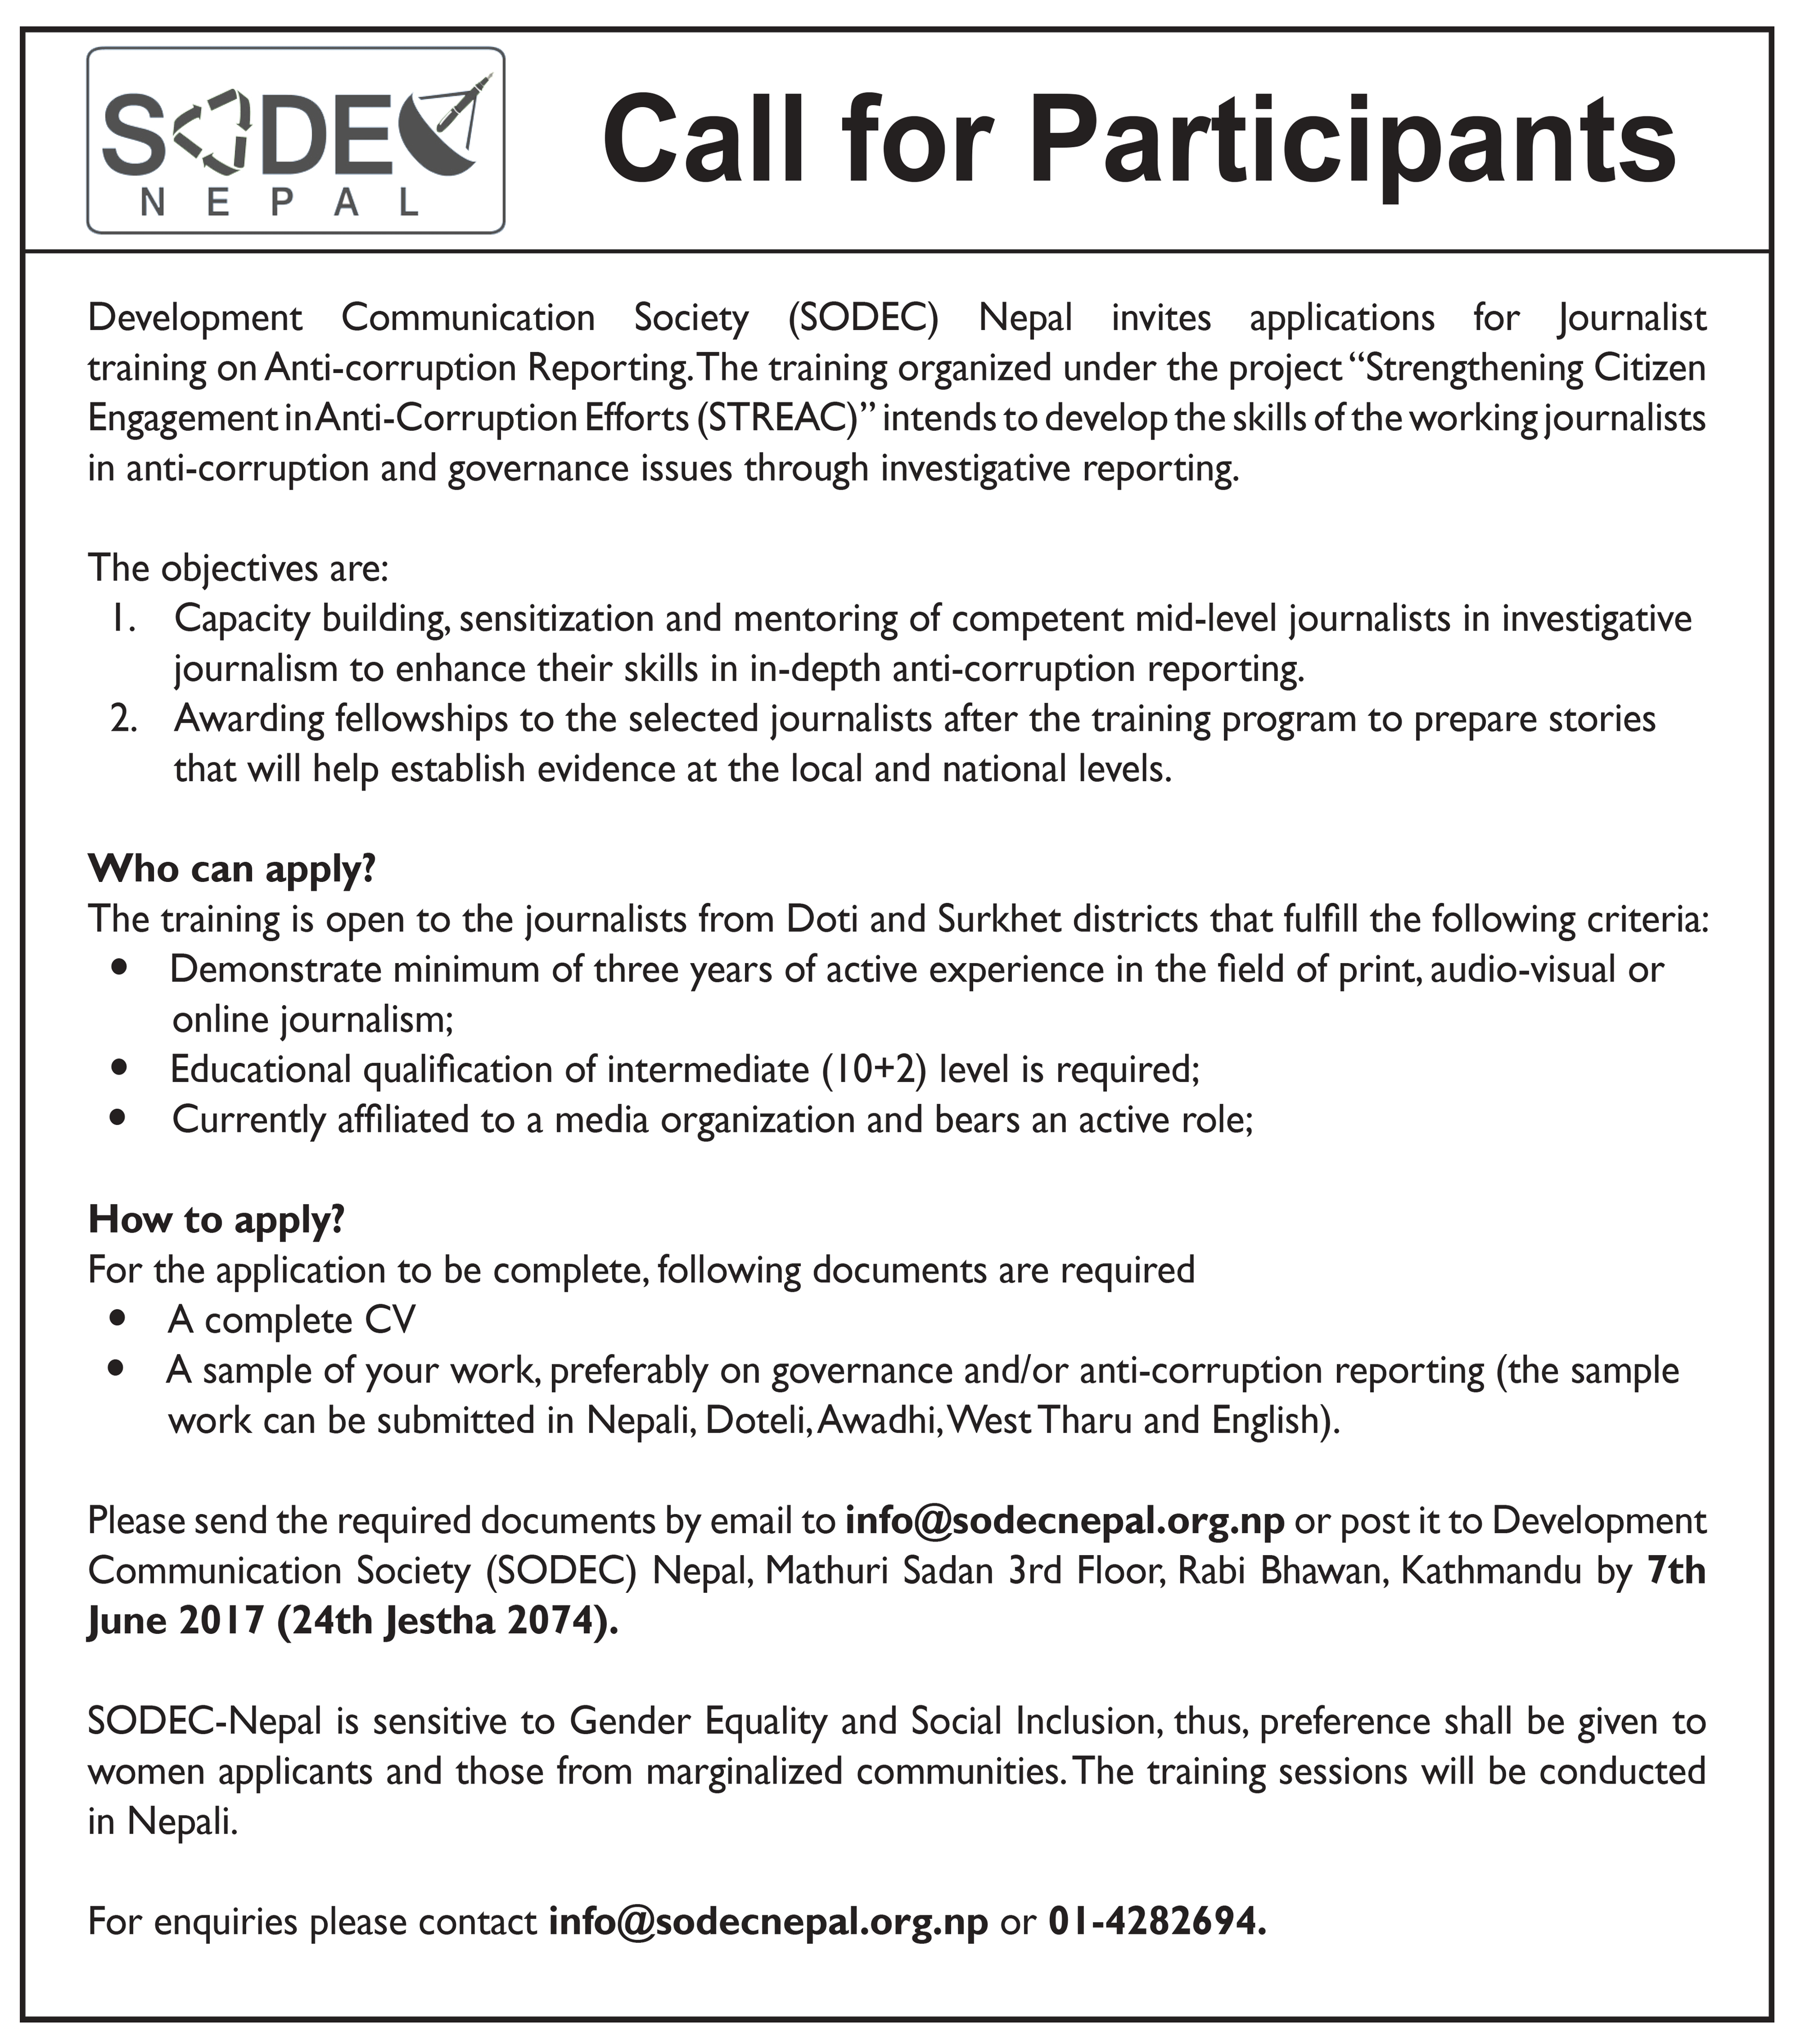 SODEC
NEPAL
Call for Participants
Development Communication Society (SODEC) Nepal invites applications for Journalist
training on Anti-corruption Reporting. The training organized under the project “Strengthening Citizen
Engagement in Anti-Corruption Efforts (STREAC)” intends to develop the skills of the working journalists
in anti-corruption and governance issues through investigative reporting.
The objectives are:
1. Capacity building, sensitization and mentoring of competent mid-level journalists in investigative
journalism to enhance their skills in in-depth anti-corruption reporting.
2. Awarding fellowships to the selected journalists after the training program to prepare stories
that will help establish evidence at the local and national levels.
Who can apply?
The training is open to the journalists from Doti and Surkhet districts that fulfill the following criteria:
• Demonstrate minimum of three years of active experience in the field of print, audio-visual or
online journalism;
• Educational qualification of intermediate (10+2) level is required;
• Currently affiliated to a media organization and bears an active role;
How to apply?
For the application to be complete, following documents are required
• A complete CV
• A sample of your work, preferably on governance and/or anti-corruption reporting (the sample
work can be submitted in Nepali, Doteli, Awadhi, West Tharu and English).
Please send the required documents by email to info@sodecnepal.org.np or post it to Development
Communication Society (SODEC) Nepal, Mathuri Sadan 3rd Floor, Rabi Bhawan, Kathmandu by 7th
June 2017 (24th Jestha 2074).
SODEC-Nepal is sensitive to Gender Equality and Social Inclusion, thus, preference shall be given to
women applicants and those from marginalized communities. The training sessions will be conducted
in Nepali.
For enquiries please contact info@sodecnepal.org.np or 01-4282694.